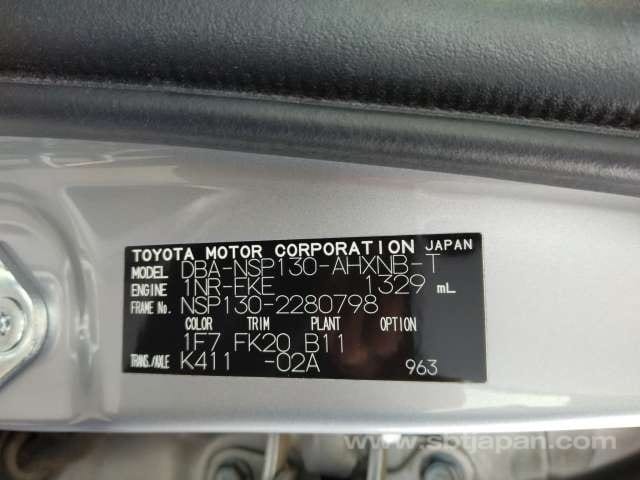 TOYOTA MOTOR CORPORATION JAPAN
MODEL DBA-NSP130-AHXNB-T
ENGINE 1NR-FKE 1329 mL
FRAME No. NSP130-2280798
COLOR TRIM PLANT OPTION
1F7 FK20 B11
TRANS./AXLE K411 -02A 963
www.sbtjapan.com